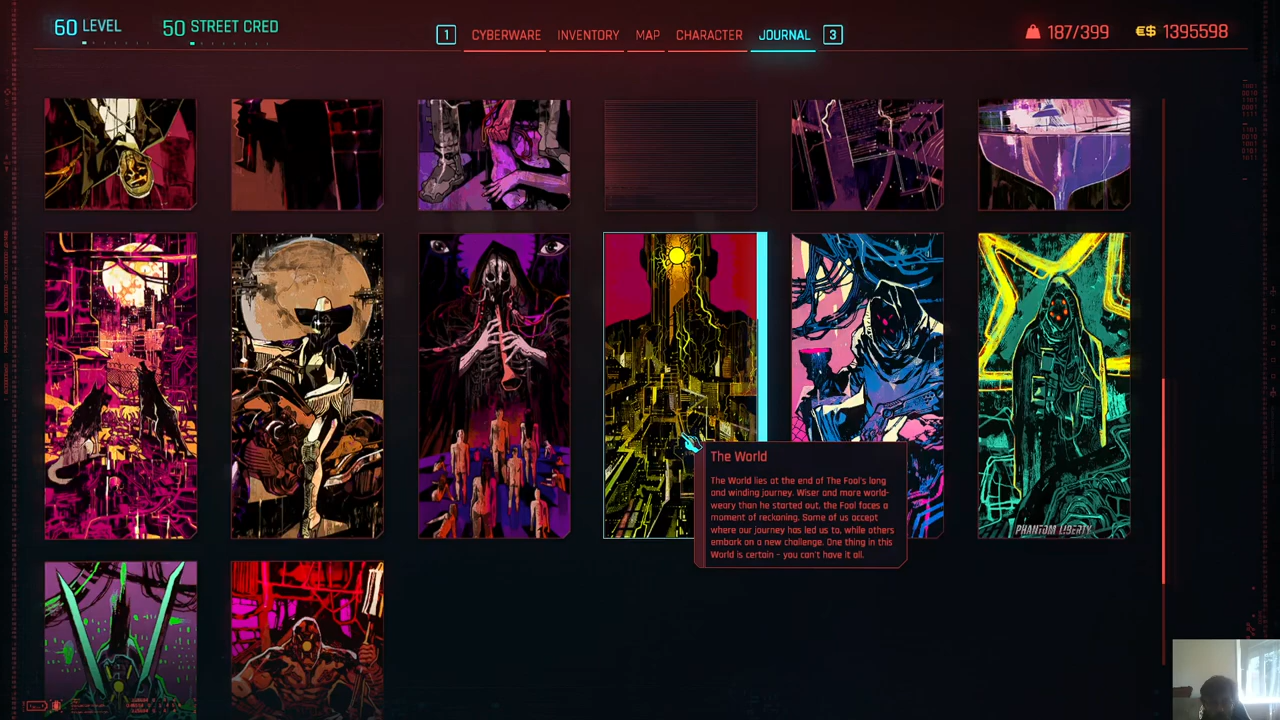 60 LEVEL
50 STREET CRED
1
CYBERWARE
INVENTORY
MAP
CHARACTER
JOURNAL
3
187/399
€$ 1395598
The World
The World lies at the end of The Fool's long
and winding journey. Wiser and more world-
weary than he started out, the Fool faces a
moment of reckoning. Some of us accept
where our journey has led us to, while others
embark on a new challenge. One thing in this
World is certain - you can't have it all.
PHANTOM LIBERTY